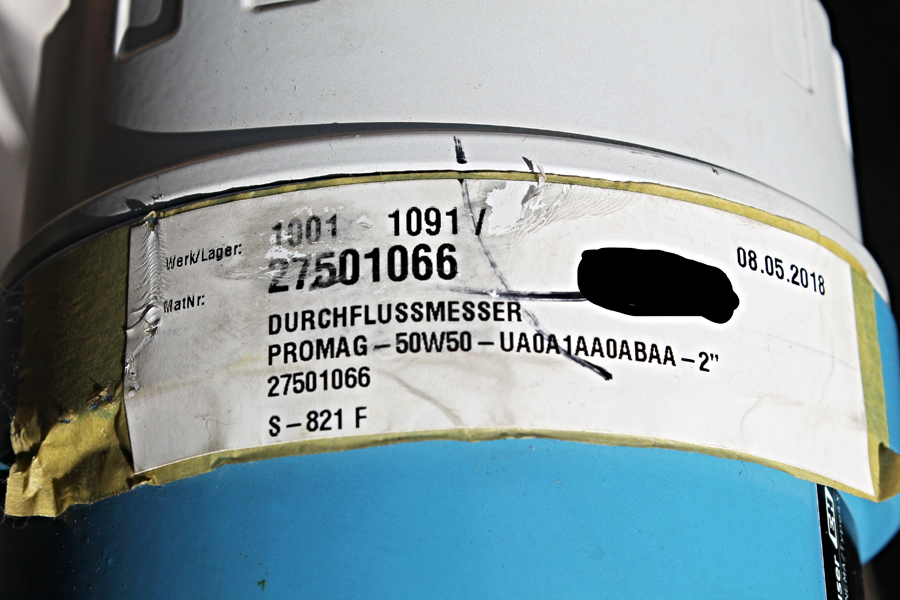 Werk/Lager: 1001 1091 /
MatNr: 27501066
08.05.2018
DURCHFLUSSMESSER
PROMAG – 50W50 – UA0A1AA0ABAA – 2"
27501066
S – 821 F
E+H